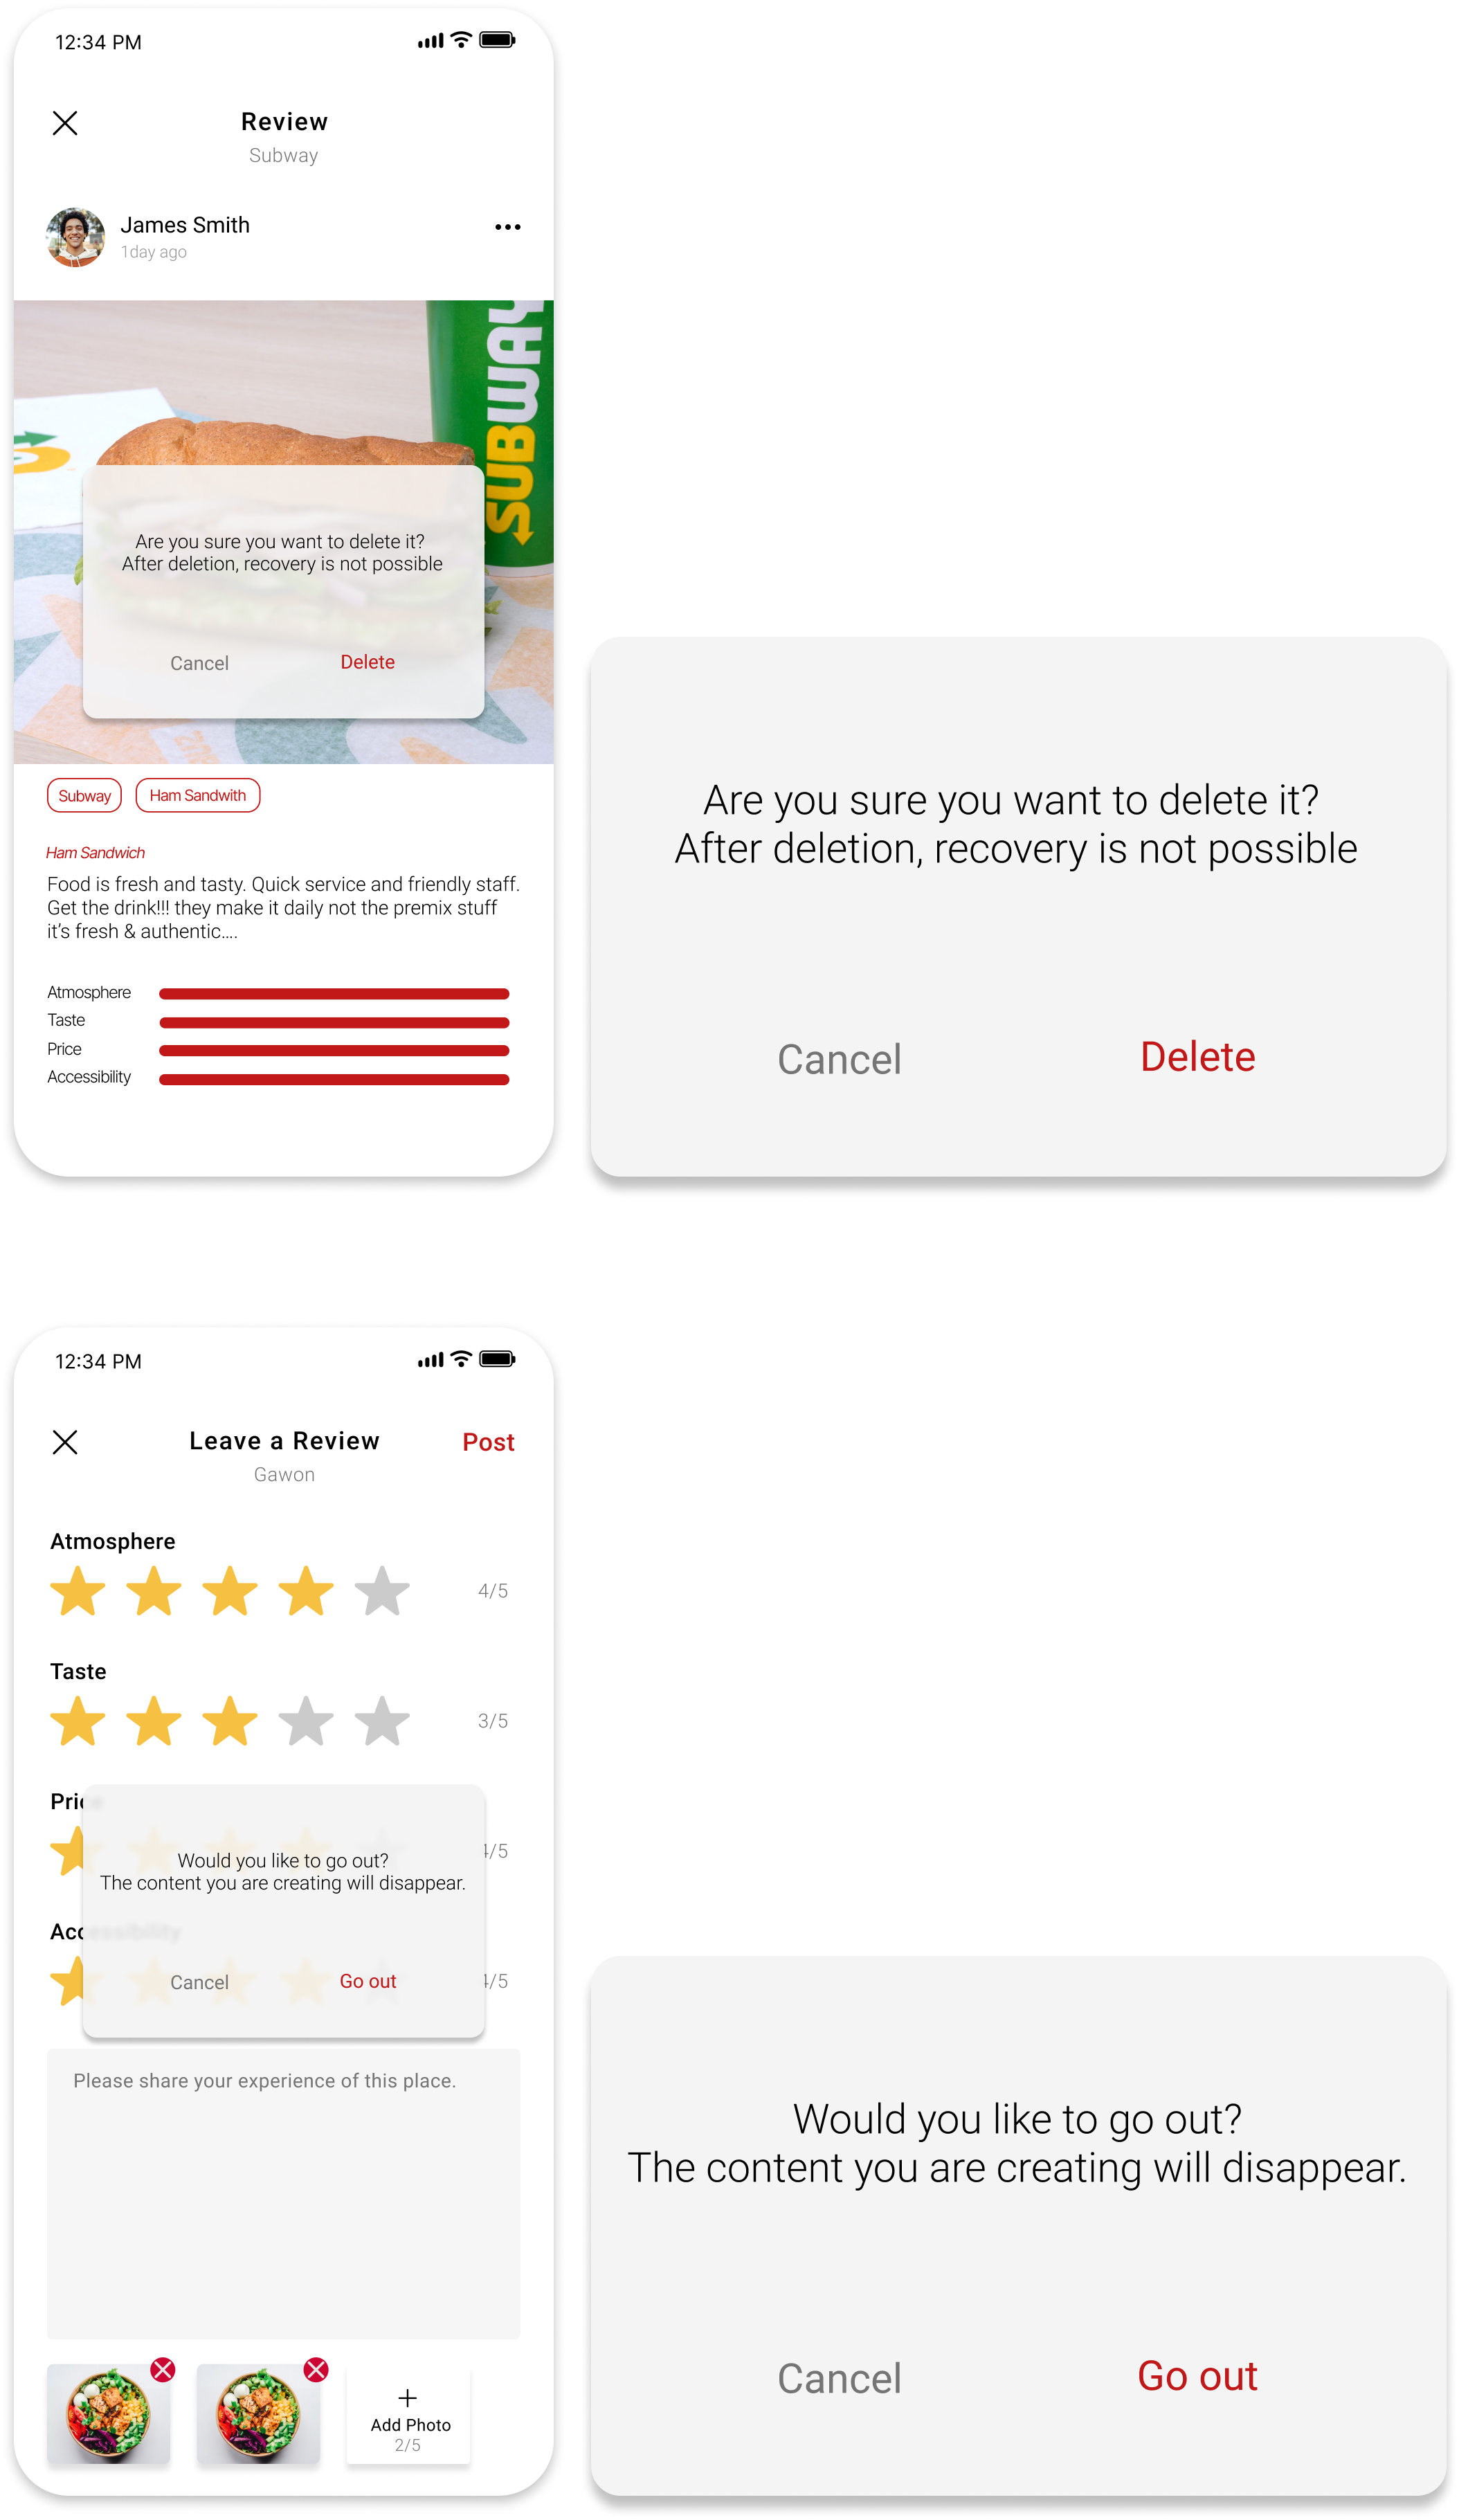 12:34 PM
Review
Subway
James Smith
1day ago
SUBWAY
Are you sure you want to delete it?
After deletion, recovery is not possible
Cancel
Delete
Subway
Ham Sandwith
Ham Sandwich
Food is fresh and tasty. Quick service and friendly staff.
Get the drink!!! they make it daily not the premix stuff
it’s fresh & authentic....
Atmosphere
Taste
Price
Accessibility
Are you sure you want to delete it?
After deletion, recovery is not possible
Cancel
Delete
12:34 PM
Leave a Review
Post
Gawon
Atmosphere
4/5
Taste
3/5
Price
4/5
Would you like to go out?
The content you are creating will disappear.
Accessibility
4/5
Cancel
Go out
Please share your experience of this place.
Add Photo
2/5
Would you like to go out?
The content you are creating will disappear.
Cancel
Go out